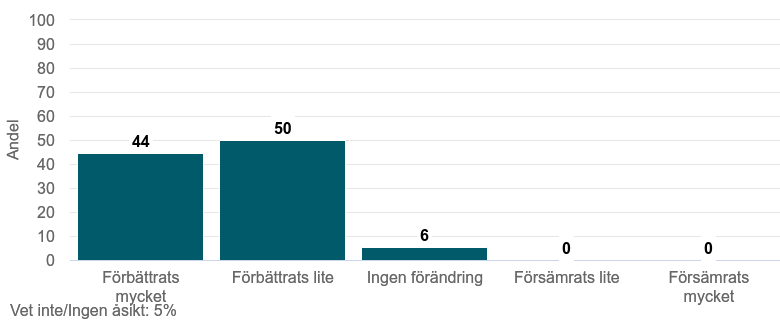 100
90
80
70
60
50
40
30
20
10
0
Andel
44
50
6
0
0
Förbättrats
mycket
Förbättrats lite
Ingen förändring
Försämrats lite
Försämrats
mycket
Vet inte/Ingen åsikt: 5%